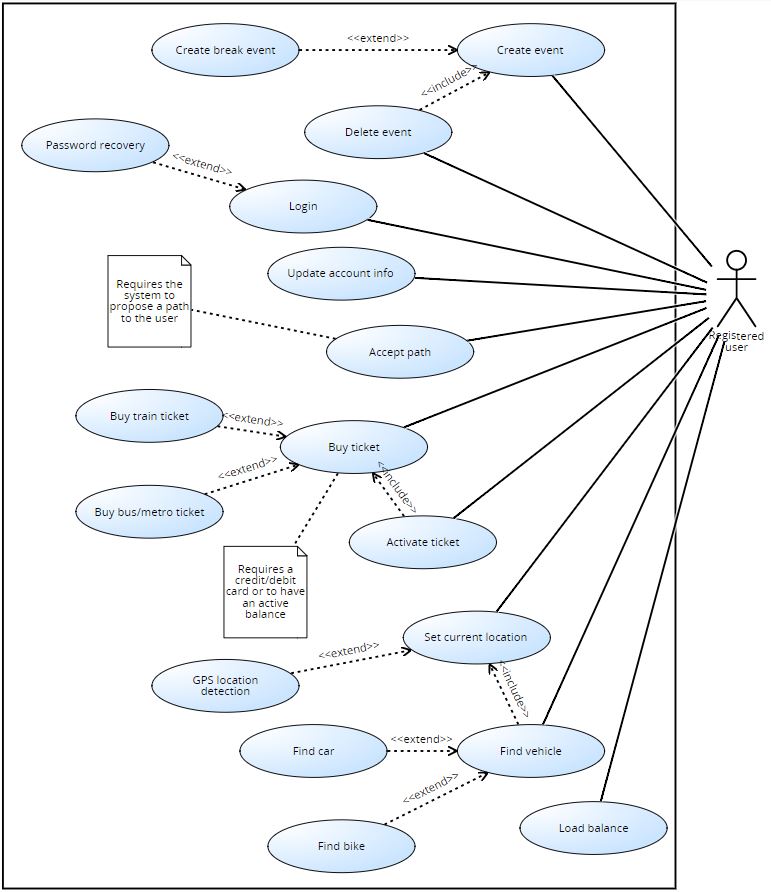 Create break event
<<extend>>
Create event
<<include>>
Delete event
Password recovery
<<extend>>
Login
Update account info
Requires the
system to
propose a path
to the user
Accept path
Registered
user
Buy train ticket
<<extend>>
Buy ticket
<<extend>>
<<include>>
Buy bus/metro ticket
Activate ticket
Requires a
credit/debit
card or to have
an active
balance
Set current location
<<extend>>
GPS location
detection
<<include>>
Find car
<<extend>>
Find vehicle
<<extend>>
Load balance
Find bike